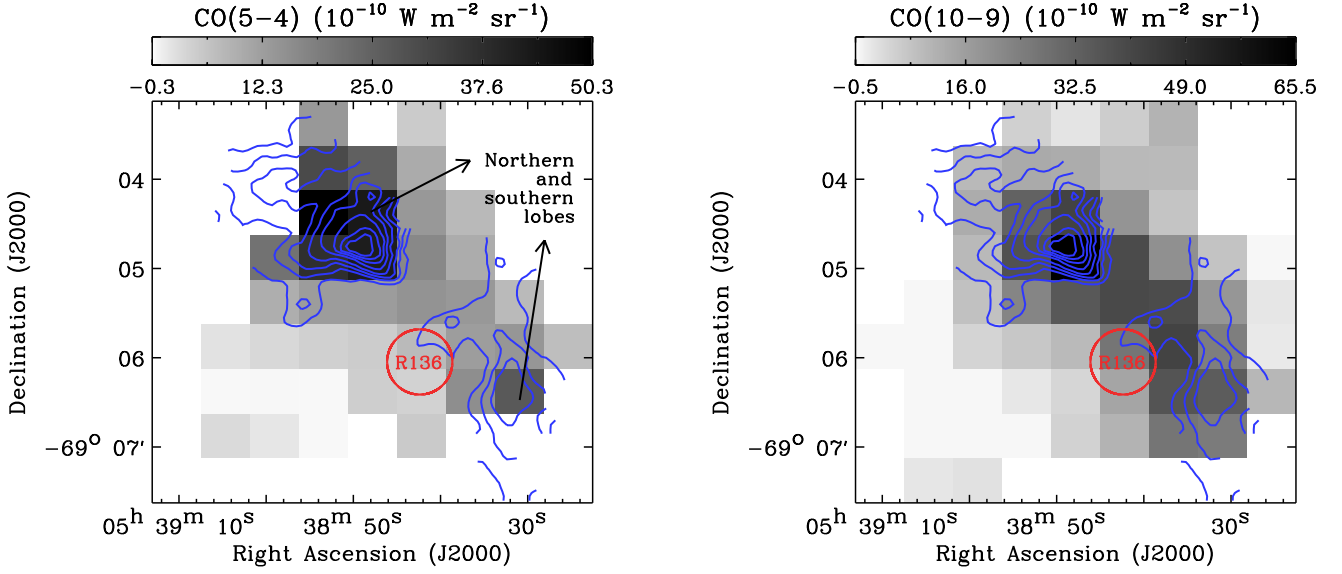 CO(5−4) (10⁻¹⁰ W m⁻² sr⁻¹)
−0.3 12.3 25.0 37.6 50.3
Northern
and
southern
lobes
R136
04
05
06
−69° 07'
Declination (J2000)
05ʰ 39ᵐ 10ˢ 38ᵐ 50ˢ 30ˢ
Right Ascension (J2000)
CO(10−9) (10⁻¹⁰ W m⁻² sr⁻¹)
−0.5 16.0 32.5 49.0 65.5
R136
04
05
06
−69° 07'
Declination (J2000)
05ʰ 39ᵐ 10ˢ 38ᵐ 50ˢ 30ˢ
Right Ascension (J2000)